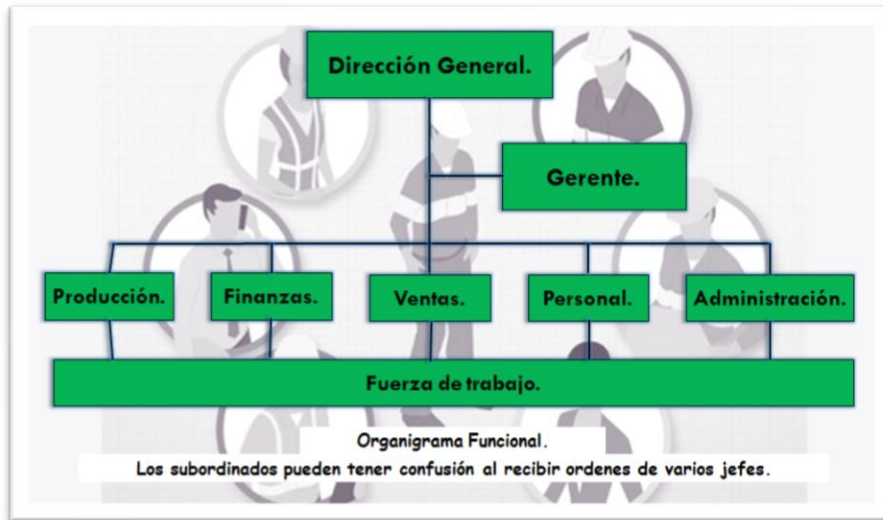 Dirección General.
Gerente.
Producción.
Finanzas.
Ventas.
Personal.
Administración.
Fuerza de trabajo.
Organigrama Funcional.
Los subordinados pueden tener confusión al recibir ordenes de varios jefes.